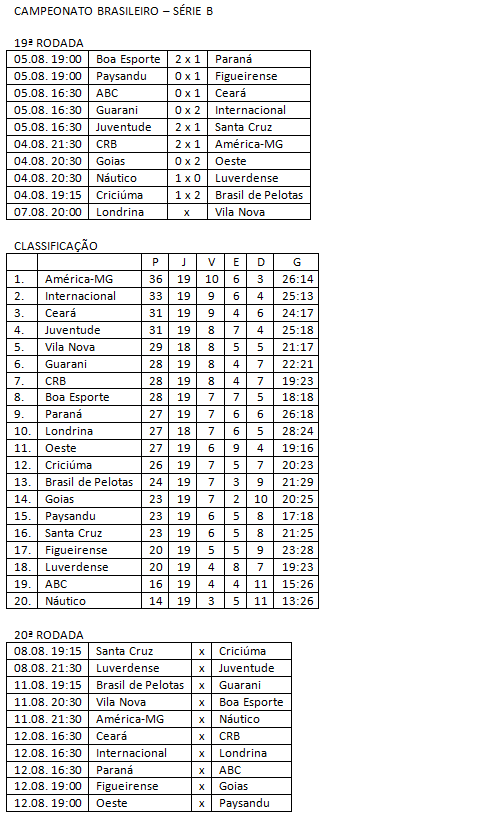 CAMPEONATO BRASILEIRO – SÉRIE B
19ª RODADA
05.08. 19:00 Boa Esporte 2 x 1 Paraná
05.08. 19:00 Paysandu 0 x 1 Figueirense
05.08. 16:30 ABC 0 x 1 Ceará
05.08. 16:30 Guarani 0 x 2 Internacional
05.08. 16:30 Juventude 2 x 1 Santa Cruz
04.08. 21:30 CRB 2 x 1 América-MG
04.08. 20:30 Goias 0 x 2 Oeste
04.08. 20:30 Náutico 1 x 0 Luverdense
04.08. 19:15 Criciúma 1 x 2 Brasil de Pelotas
07.08. 20:00 Londrina x Vila Nova
CLASSIFICAÇÃO
P J V E D G
1. América-MG 36 19 10 6 3 26:14
2. Internacional 33 19 9 6 4 25:13
3. Ceará 31 19 9 4 6 24:17
4. Juventude 31 19 8 7 4 25:18
5. Vila Nova 29 18 8 5 5 21:17
6. Guarani 28 19 8 4 7 22:21
7. CRB 28 19 8 4 7 19:23
8. Boa Esporte 28 19 7 7 5 18:18
9. Paraná 27 19 7 6 6 26:18
10. Londrina 27 18 7 6 5 28:24
11. Oeste 27 19 6 9 4 19:16
12. Criciúma 26 19 7 5 7 20:23
13. Brasil de Pelotas 24 19 7 3 9 21:29
14. Goias 23 19 7 2 10 20:25
15. Paysandu 23 19 6 5 8 17:18
16. Santa Cruz 23 19 6 5 8 21:25
17. Figueirense 20 19 5 5 9 23:28
18. Luverdense 20 19 4 8 7 19:23
19. ABC 16 19 4 4 11 15:26
20. Náutico 14 19 3 5 11 13:26
20ª RODADA
08.08. 19:15 Santa Cruz x Criciúma
08.08. 21:30 Luverdense x Juventude
11.08. 19:15 Brasil de Pelotas x Guarani
11.08. 20:30 Vila Nova x Boa Esporte
11.08. 21:30 América-MG x Náutico
12.08. 16:30 Ceará x CRB
12.08. 16:30 Internacional x Londrina
12.08. 16:30 Paraná x ABC
12.08. 19:00 Figueirense x Goias
12.08. 19:00 Oeste x Paysandu